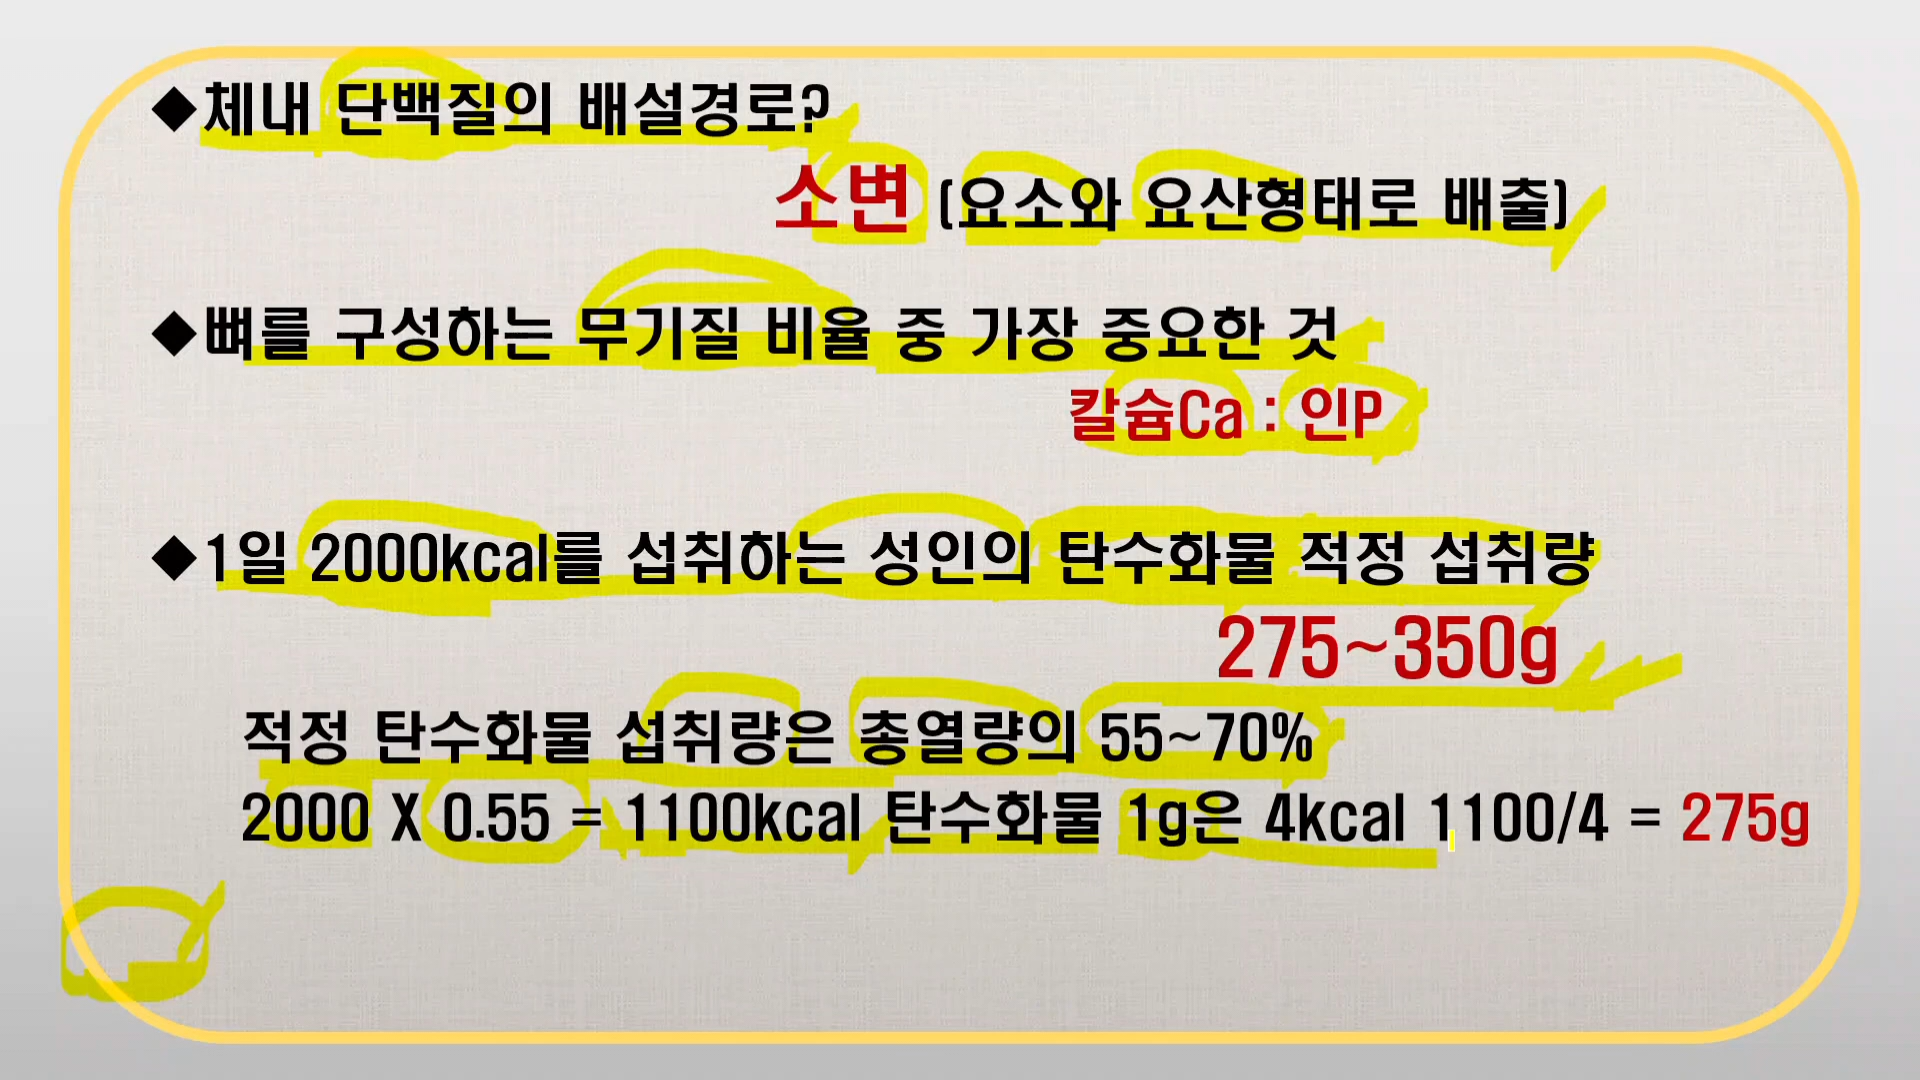 ◆체내 단백질의 배설경로?
소변 (요소와 요산형태로 배출)
◆뼈를 구성하는 무기질 비율 중 가장 중요한 것
칼슘Ca : 인P
◆1일 2000kcal를 섭취하는 성인의 탄수화물 적정 섭취량
275~350g
적정 탄수화물 섭취량은 총열량의 55~70%
2000 X 0.55 = 1100kcal 탄수화물 1g은 4kcal 1100/4 = 275g